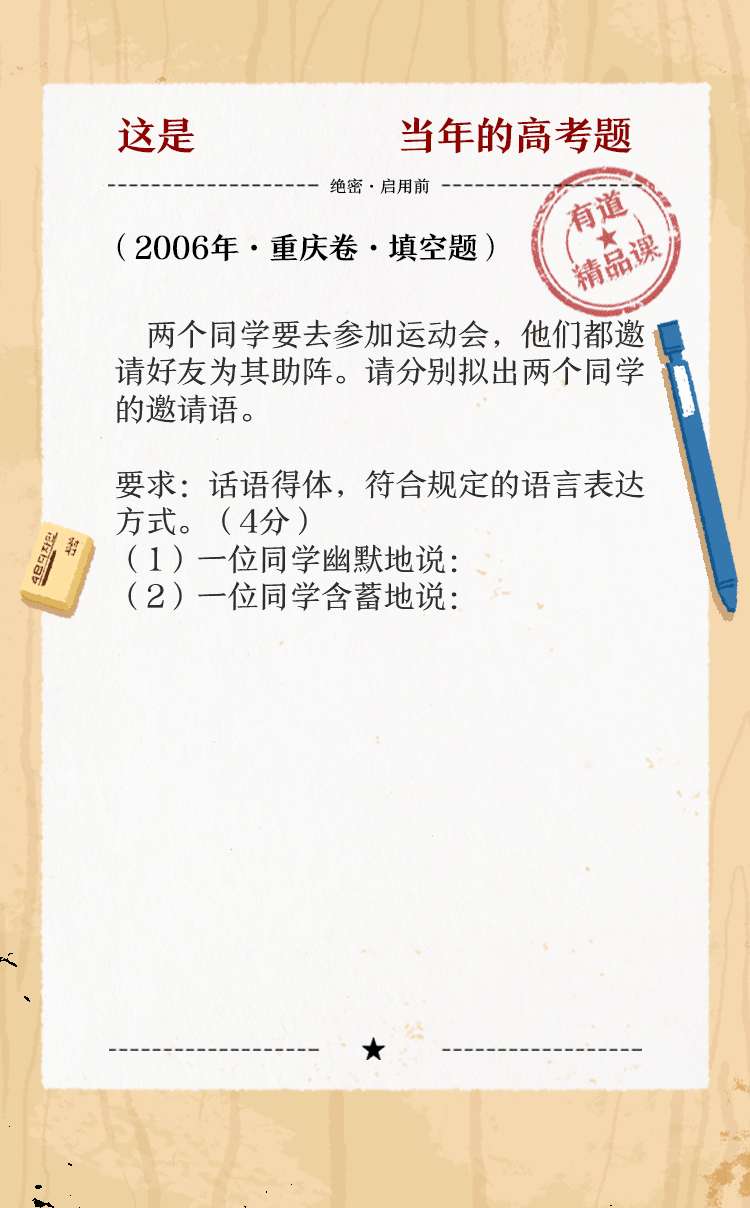 这是 当年的高考题
绝密·启用前
有道
精品课
（2006年·重庆卷·填空题）
两个同学要去参加运动会，他们都邀
请好友为其助阵。请分别拟出两个同学
的邀请语。
要求：话语得体，符合规定的语言表达
方式。（4分）
（1）一位同学幽默地说：
（2）一位同学含蓄地说：